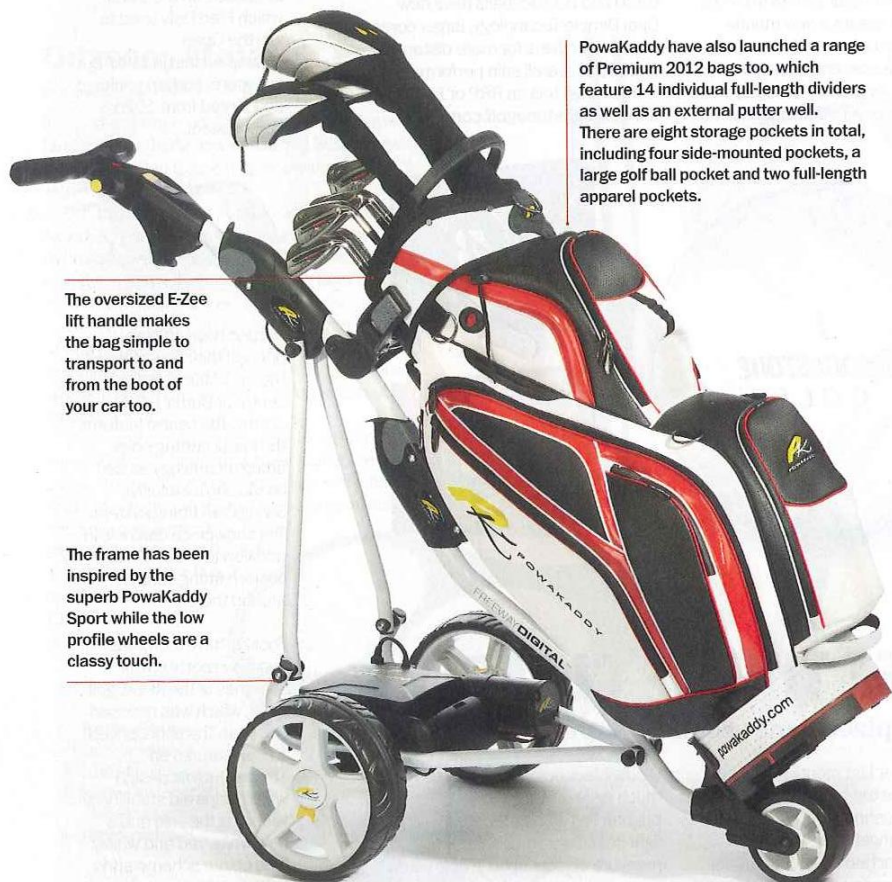 PowaKaddy have also launched a range
of Premium 2012 bags too, which
feature 14 individual full-length dividers
as well as an external putter well.
There are eight storage pockets in total,
including four side-mounted pockets, a
large golf ball pocket and two full-length
apparel pockets.
The oversized E-Zee
lift handle makes
the bag simple to
transport to and
from the boot of
your car too.
The frame has been
inspired by the
superb PowaKaddy
Sport while the low
profile wheels are a
classy touch.
PK
POWAKADDY
FREEWAY DIGITAL
PK
powakaddy.com